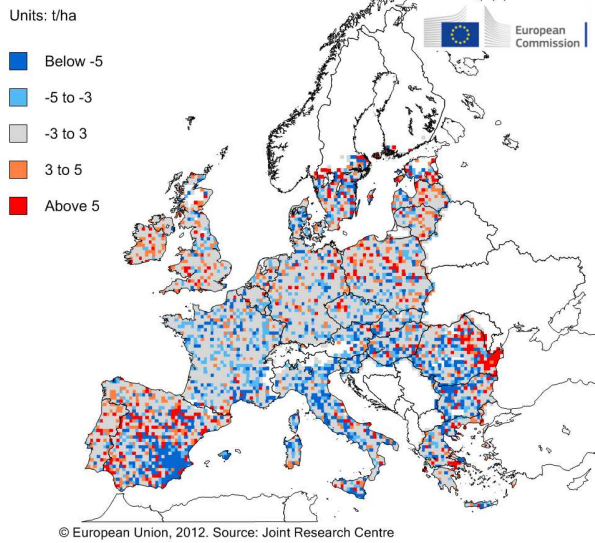 Units: t/ha
European
Commission
Below -5
-5 to -3
-3 to 3
3 to 5
Above 5
© European Union, 2012. Source: Joint Research Centre